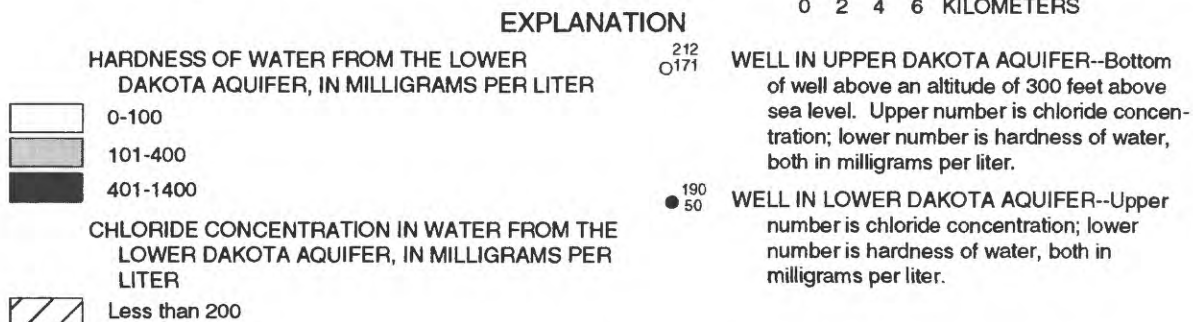 0 2 4 6 KILOMETERS
EXPLANATION
HARDNESS OF WATER FROM THE LOWER
DAKOTA AQUIFER, IN MILLIGRAMS PER LITER
0-100
101-400
401-1400
CHLORIDE CONCENTRATION IN WATER FROM THE
LOWER DAKOTA AQUIFER, IN MILLIGRAMS PER
LITER
Less than 200
212
171
WELL IN UPPER DAKOTA AQUIFER--Bottom
of well above an altitude of 300 feet above
sea level. Upper number is chloride concen-
tration; lower number is hardness of water,
both in milligrams per liter.
190
50
WELL IN LOWER DAKOTA AQUIFER--Upper
number is chloride concentration; lower
number is hardness of water, both in
milligrams per liter.